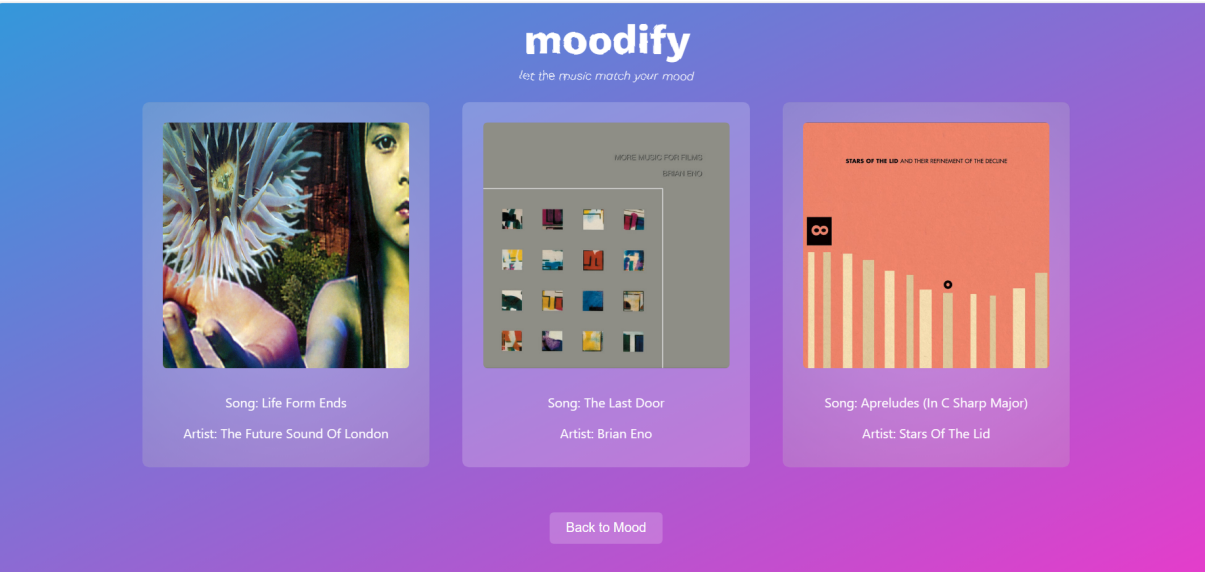 moodify
let the music match your mood
MORE MUSIC FOR FILMS
BRIAN ENO
STARS OF THE LID AND THEIR REFINEMENT OF THE DECLINE
8
Song: Life Form Ends
Artist: The Future Sound Of London
Song: The Last Door
Artist: Brian Eno
Song: Apreludes (In C Sharp Major)
Artist: Stars Of The Lid
Back to Mood